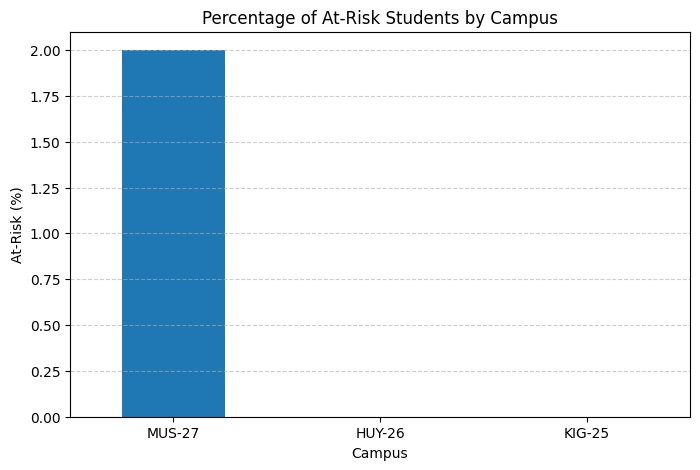 Percentage of At-Risk Students by Campus
At-Risk (%)
2.00
1.75
1.50
1.25
1.00
0.75
0.50
0.25
0.00
MUS-27 HUY-26 KIG-25
Campus